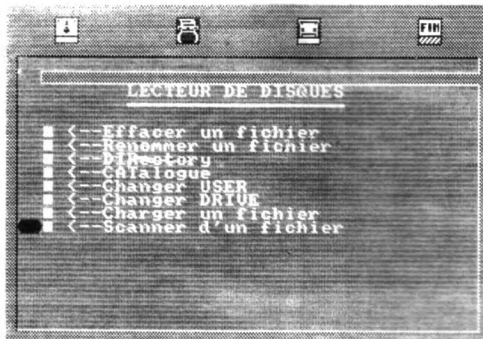 FIN
LECTEUR DE DISQUES
<--Effacer un fichier
<--Renommer un fichier
<--DIRectory
<--CATalogue
<--Changer USER
<--Changer DRIVE
<--Charger un fichier
<--Scanner d'un fichier